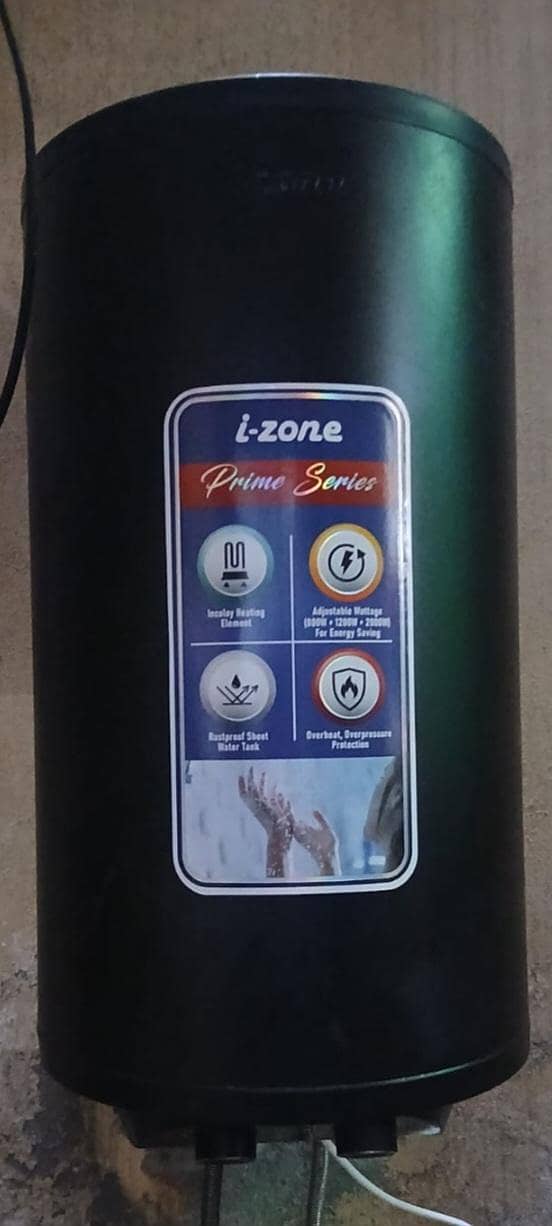 i-zone
Prime Series
Incoloy Heating
Element
Adjustable Wattage
(800W • 1200W • 2000W)
For Energy Saving
Rustproof Sheet
Water Tank
Overheat, Overpressure
Protection